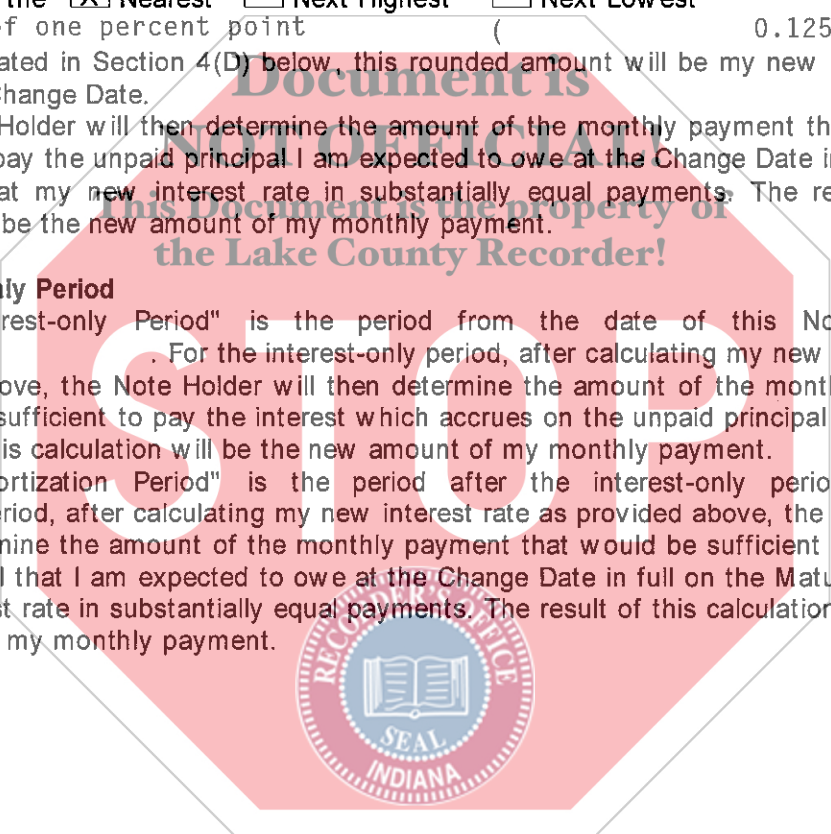 the [X] Nearest [ ] Next Highest [ ] Next Lowest
of one percent point ( 0.125
ated in Section 4(D) below, this rounded amount will be my new
Change Date.
Holder will then determine the amount of the monthly payment th
pay the unpaid principal I am expected to owe at the Change Date i
at my new interest rate in substantially equal payments. The re
be the new amount of my monthly payment.
Document is
NOT OFFICIAL!
This Document is the property of
the Lake County Recorder!
ly Period
rest-only Period" is the period from the date of this No
. For the interest-only period, after calculating my new
ove, the Note Holder will then determine the amount of the month
sufficient to pay the interest which accrues on the unpaid principal
is calculation will be the new amount of my monthly payment.
ortization Period" is the period after the interest-only perio
riod, after calculating my new interest rate as provided above, the
mine the amount of the monthly payment that would be sufficient
l that I am expected to owe at the Change Date in full on the Matu
st rate in substantially equal payments. The result of this calculation
my monthly payment.
STOP
RECORDER'S OFFICE
SEAL
INDIANA